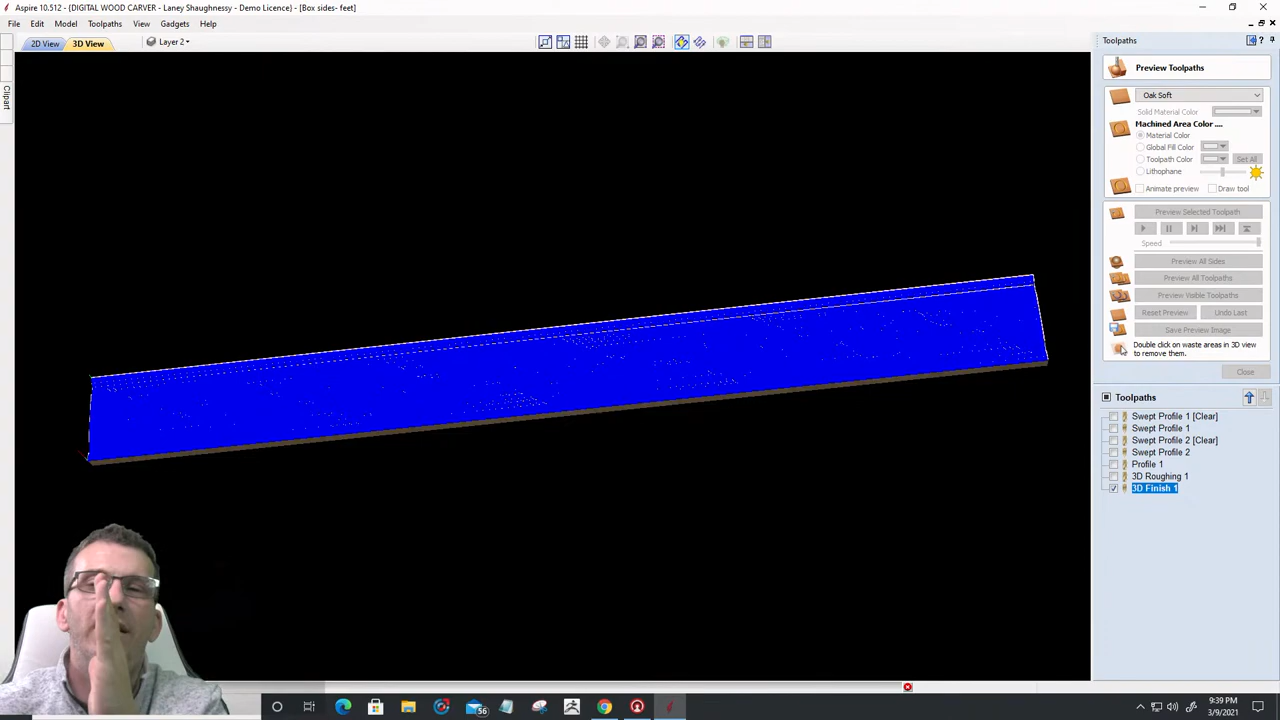 Aspire 10.512 - (DIGITAL WOOD CARVER - Laney Shaughnessy - Demo Licence) - [Box sides- feet]
File Edit Model Toolpaths View Gadgets Help
2D View 3D View Layer 2
Clipart
Toolpaths
Preview Toolpaths
Oak Soft
Solid Material Color
Machined Area Color ....
Material Color
Global Fill Color
Toolpath Color Set All
Lithophane
Animate preview Draw tool
Preview Selected Toolpath
Speed
Preview All Sides
Preview All Toolpaths
Preview Visible Toolpaths
Reset Preview Undo Last
Save Preview Image
Double click on waste areas in 3D view
to remove them.
Close
Toolpaths
Swept Profile 1 [Clear]
Swept Profile 1
Swept Profile 2 [Clear]
Swept Profile 2
Profile 1
3D Roughing 1
3D Finish 1
56
9:39 PM
3/9/2021